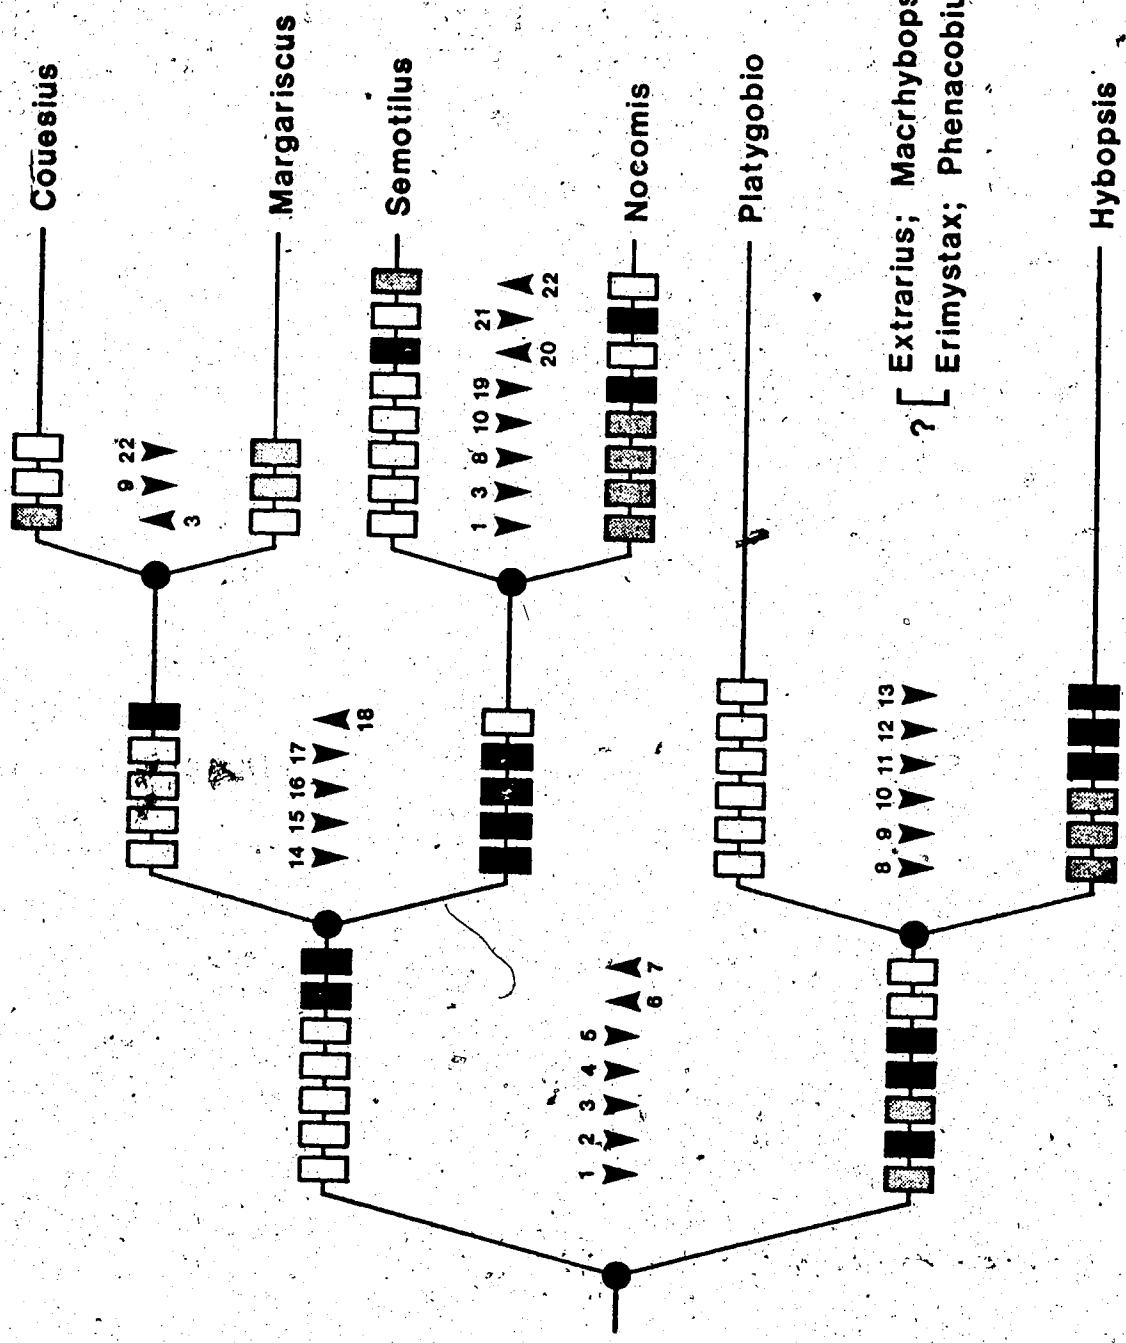 Couesius
9 22
3
Margariscus
Semotilus
14 15 16 17
18
1 3 8 10 19 21
20 22
Nocomis
1 2 3 4 5
6 7
Platygobio
? [ Extrarius; Macrhybops
Erimystax; Phenacobiu
8 9 10 11 12 13
Hybopsis